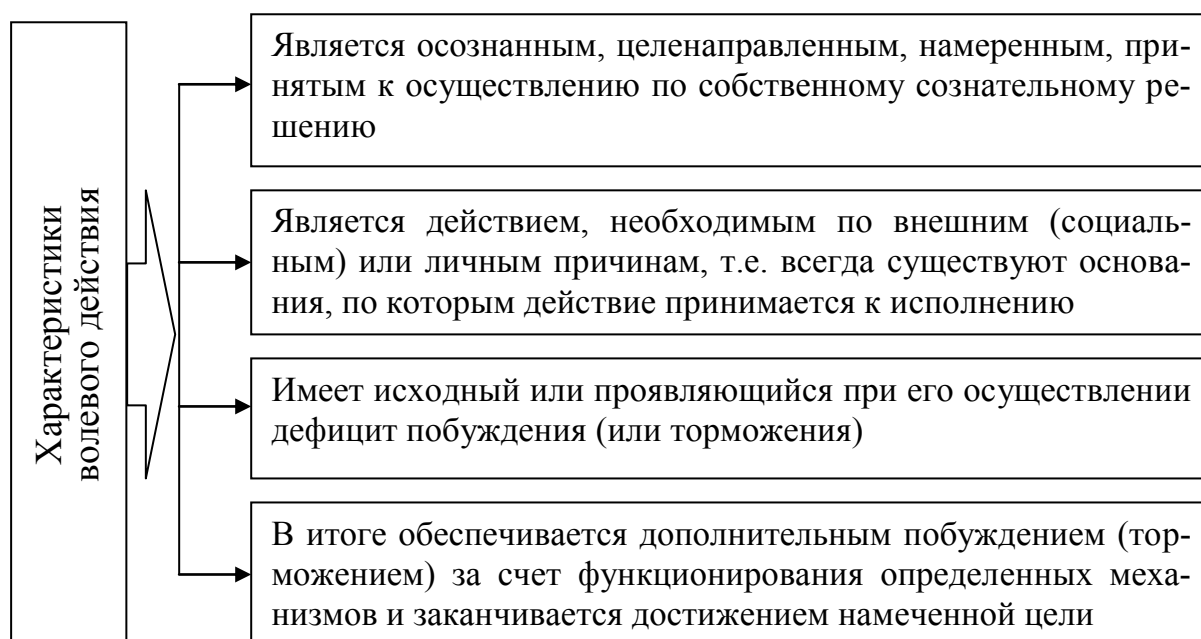 Характеристики
волевого действия
Является осознанным, целенаправленным, намеренным, при-
нятым к осуществлению по собственному сознательному ре-
шению
Является действием, необходимым по внешним (социаль-
ным) или личным причинам, т.е. всегда существуют основа-
ния, по которым действие принимается к исполнению
Имеет исходный или проявляющийся при его осуществлении
дефицит побуждения (или торможения)
В итоге обеспечивается дополнительным побуждением (тор-
можением) за счет функционирования определенных меха-
низмов и заканчивается достижением намеченной цели